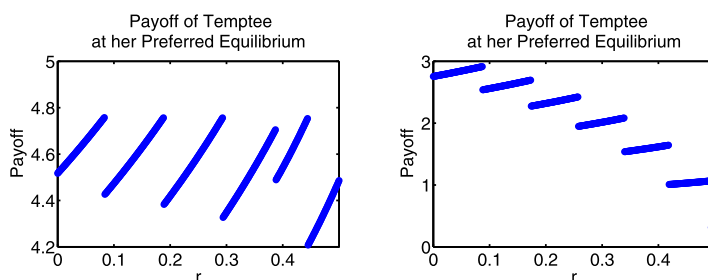 Payoff of Temptee
at her Preferred Equilibrium
5
4.8
4.6
4.4
4.2
Payoff
0
0.1
0.2
0.3
0.4
r
Payoff of Temptee
at her Preferred Equilibrium
3
2
1
0
Payoff
0
0.1
0.2
0.3
0.4
r